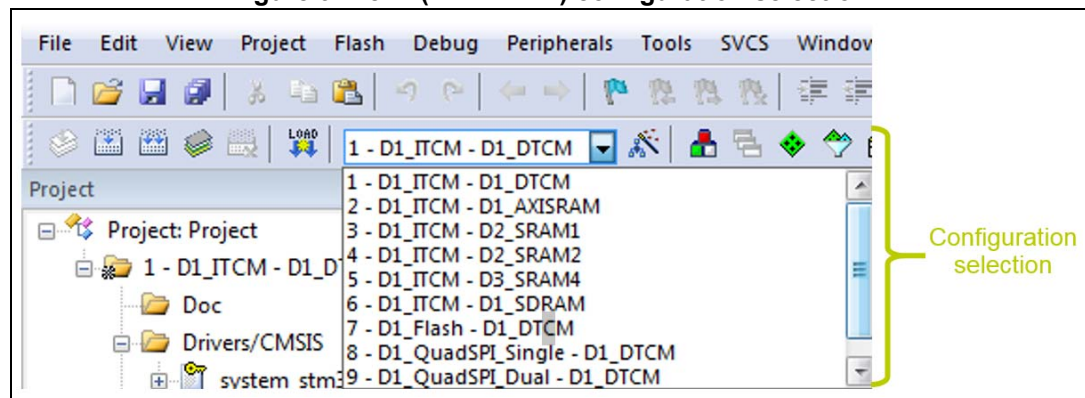 File Edit View Project Flash Debug Peripherals Tools SVCS Window
LOAD
1 - D1_ITCM - D1_DTCM
Project
1 - D1_ITCM - D1_DTCM
2 - D1_ITCM - D1_AXISRAM
3 - D1_ITCM - D2_SRAM1
4 - D1_ITCM - D2_SRAM2
5 - D1_ITCM - D3_SRAM4
6 - D1_ITCM - D1_SDRAM
7 - D1_Flash - D1_DTCM
8 - D1_QuadSPI_Single - D1_DTCM
9 - D1_QuadSPI_Dual - D1_DTCM
Project: Project
1 - D1_ITCM - D1_D
Doc
Drivers/CMSIS
system_stm3
Configuration
selection